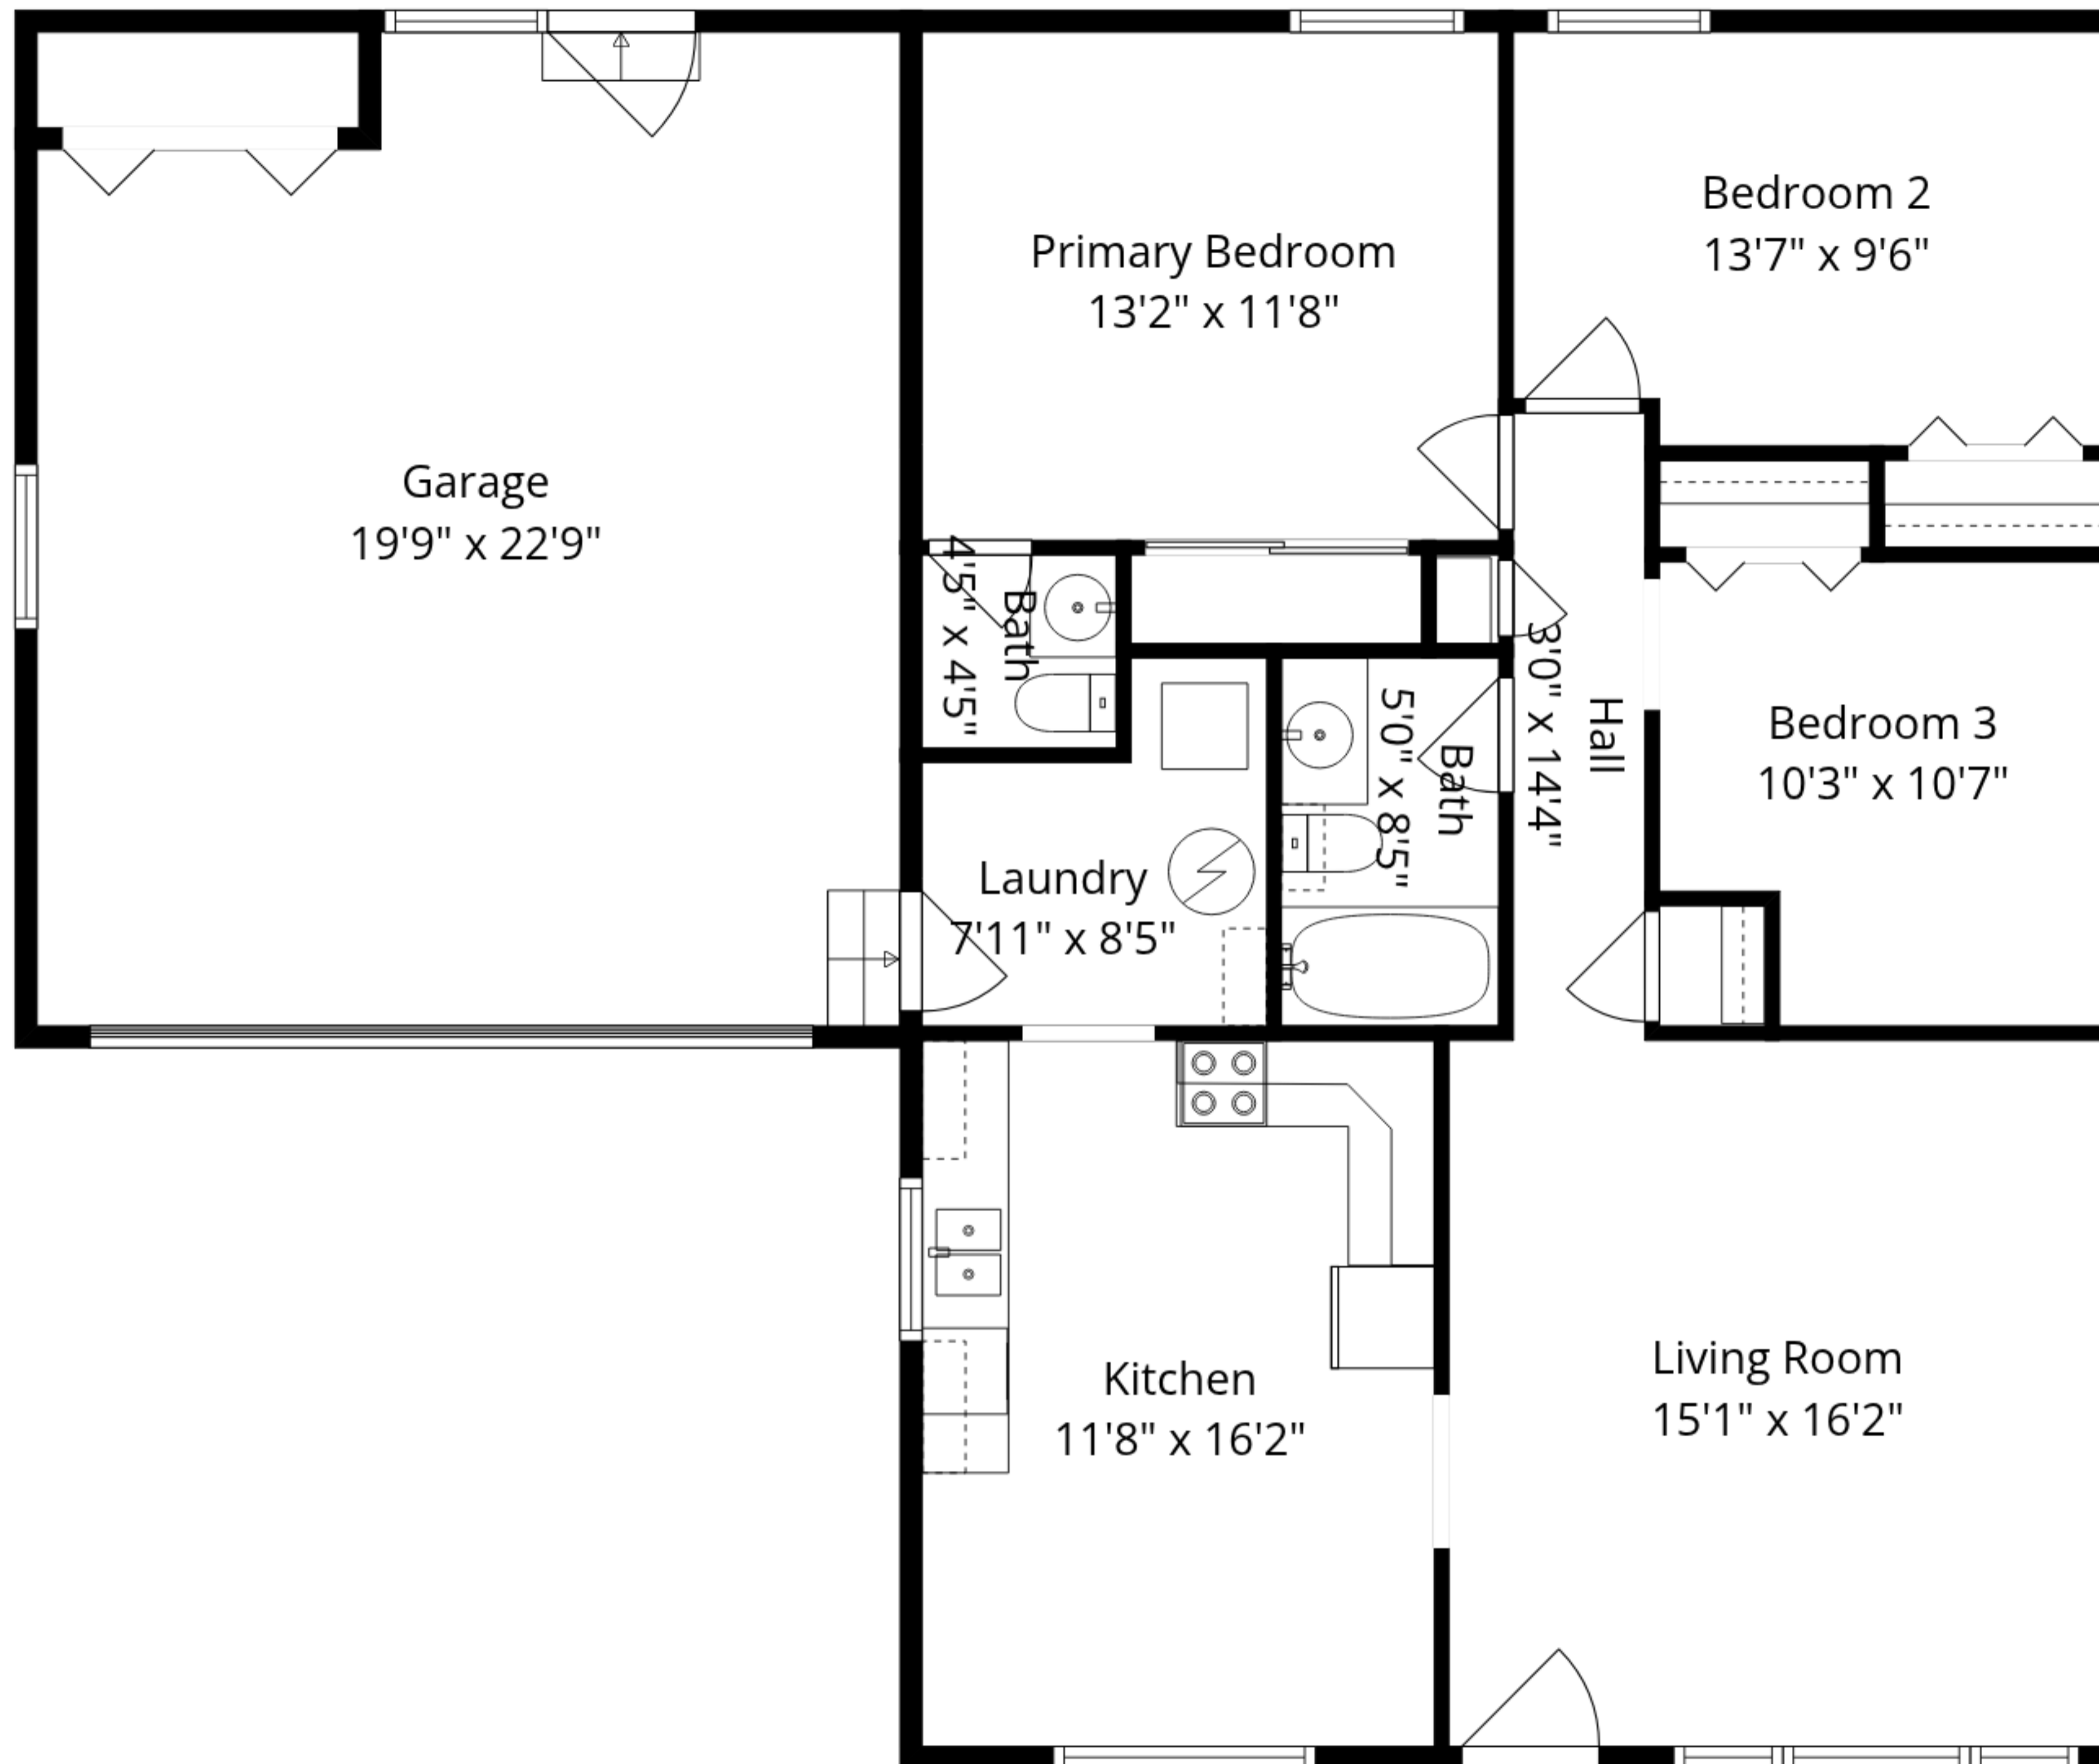 Bedroom 2
13'7" x 9'6"
Primary Bedroom
13'2" x 11'8"
Garage
19'9" x 22'9"
Bath
4'5" x 4'5"
Hall
3'0" x 14'4"
Bath
5'0" x 8'5"
Bedroom 3
10'3" x 10'7"
Laundry
7'11" x 8'5"
Kitchen
11'8" x 16'2"
Living Room
15'1" x 16'2"